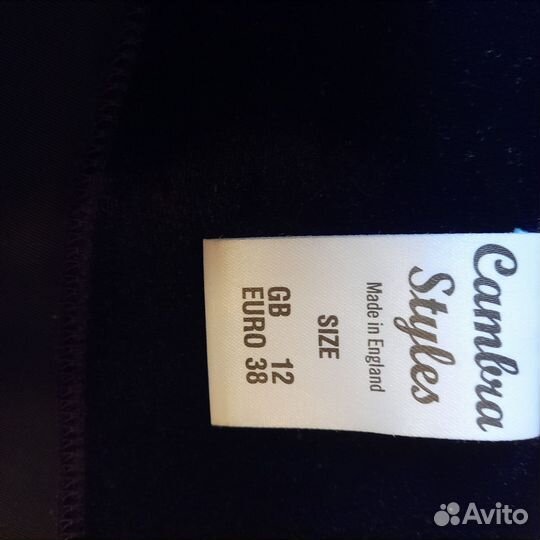 Cambra
Styles
Made in England
SIZE
GB 12
EURO 38
Avito